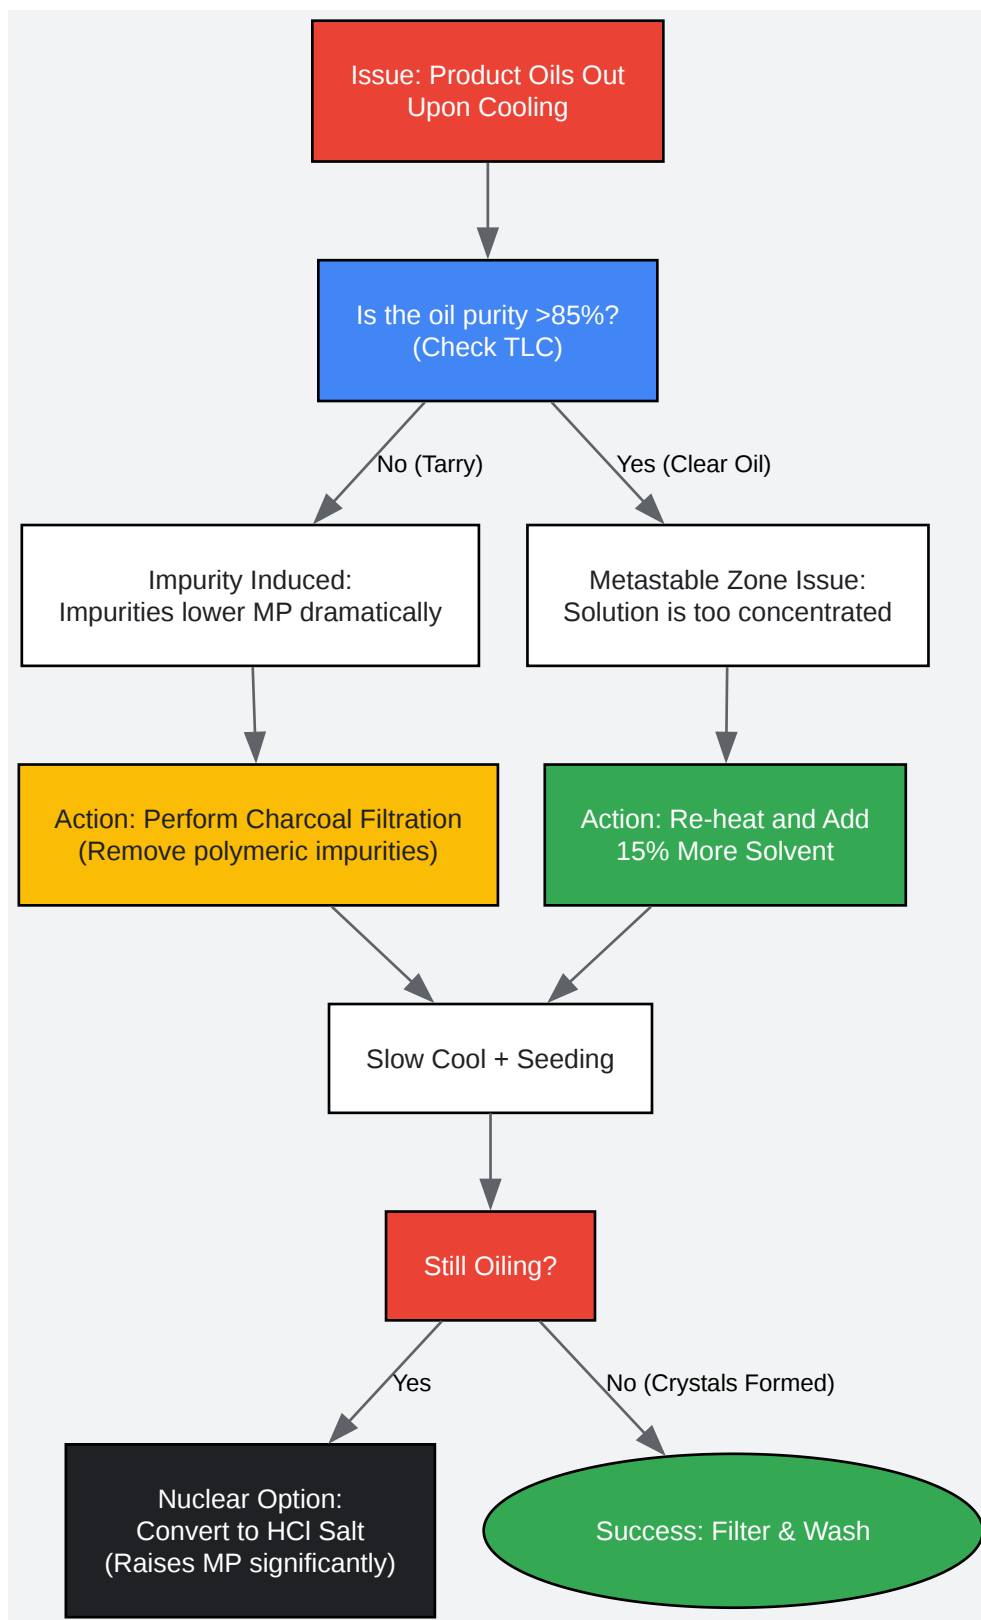 Issue: Product Oils Out
Upon Cooling
Is the oil purity >85%?
(Check TLC)
No (Tarry)
Yes (Clear Oil)
Impurity Induced:
Impurities lower MP dramatically
Metastable Zone Issue:
Solution is too concentrated
Action: Perform Charcoal Filtration
(Remove polymeric impurities)
Action: Re-heat and Add
15% More Solvent
Slow Cool + Seeding
Still Oiling?
Yes
No (Crystals Formed)
Nuclear Option:
Convert to HCl Salt
(Raises MP significantly)
Success: Filter & Wash